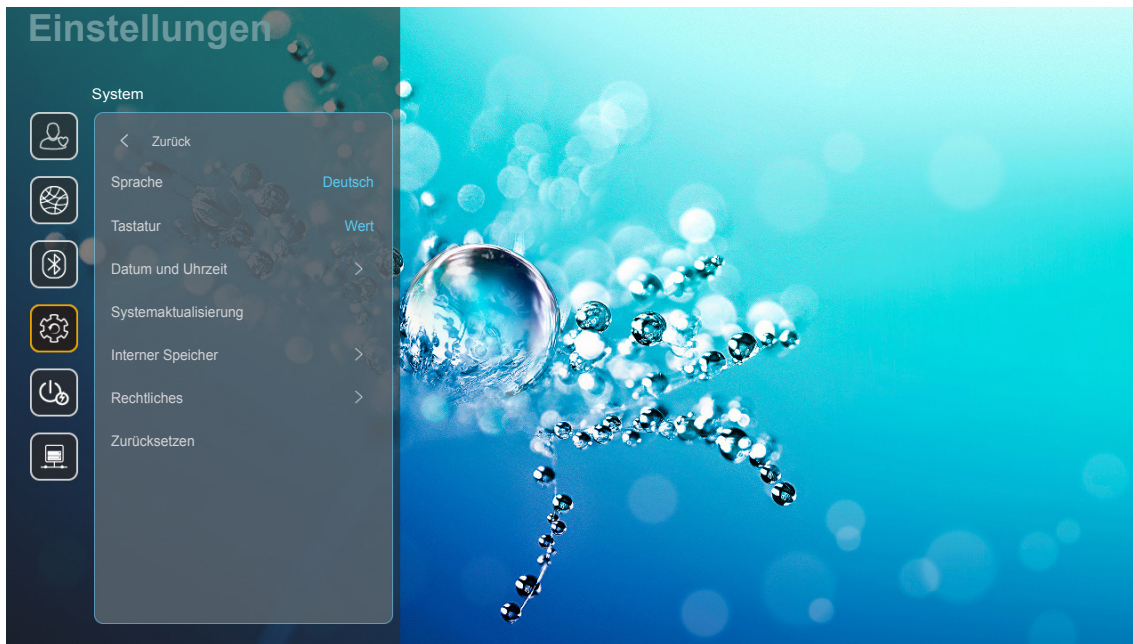 Einstellungen
System
Zurück
Sprache Deutsch
Tastatur Wert
Datum und Uhrzeit
Systemaktualisierung
Interner Speicher
Rechtliches
Zurücksetzen